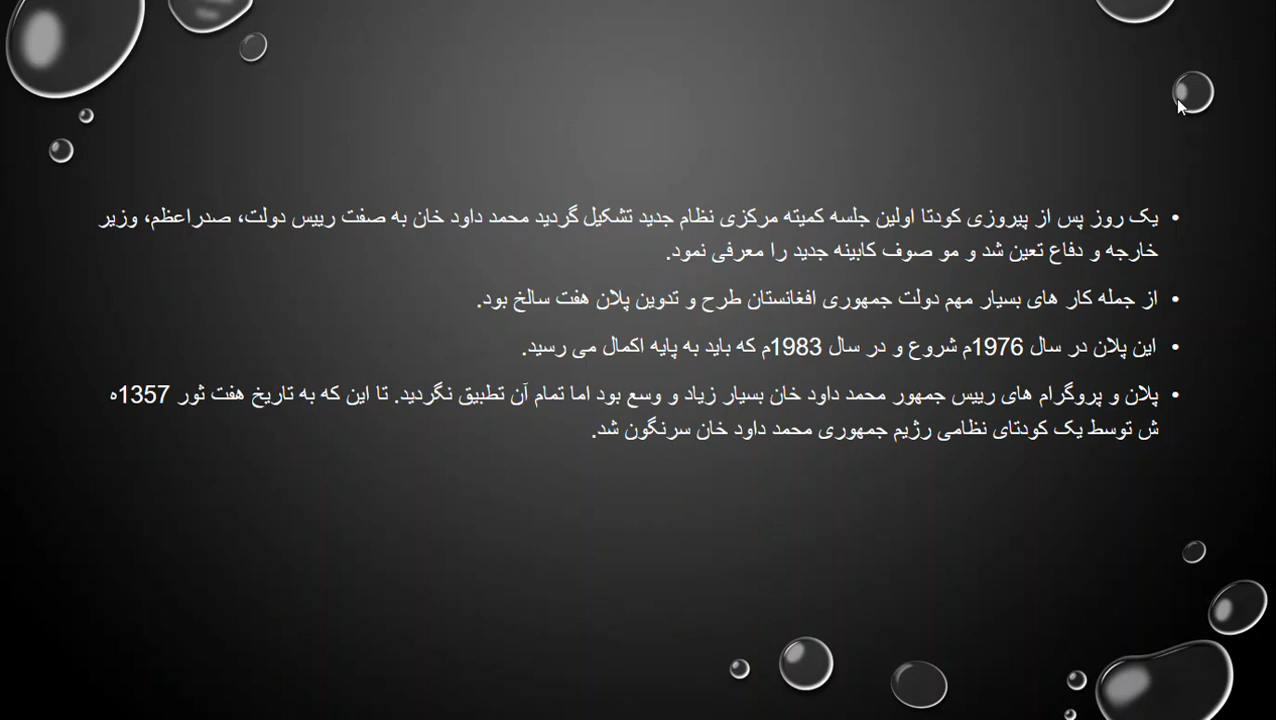 • یک روز پس از پیروزی کودتا اولین جلسه کمیته مرکزی نظام جدید تشکیل گردید محمد داود خان به صفت رییس دولت، صدراعظم، وزیر
خارجه و دفاع تعین شد و مو صوف کابینه جدید را معرفی نمود.
• از جمله کار های بسیار مهم دولت جمهوری افغانستان طرح و تدوین پلان هفت سالخ بود.
• این پلان در سال 1976م شروع و در سال 1983م که باید به پایه اکمال می رسید.
• پلان و پروگرام های رییس جمهور محمد داود خان بسیار زیاد و وسع بود اما تمام آن تطبیق نگردید. تا این که به تاریخ هفت ثور 1357ه
ش توسط یک کودتای نظامی رژیم جمهوری محمد داود خان سرنگون شد.